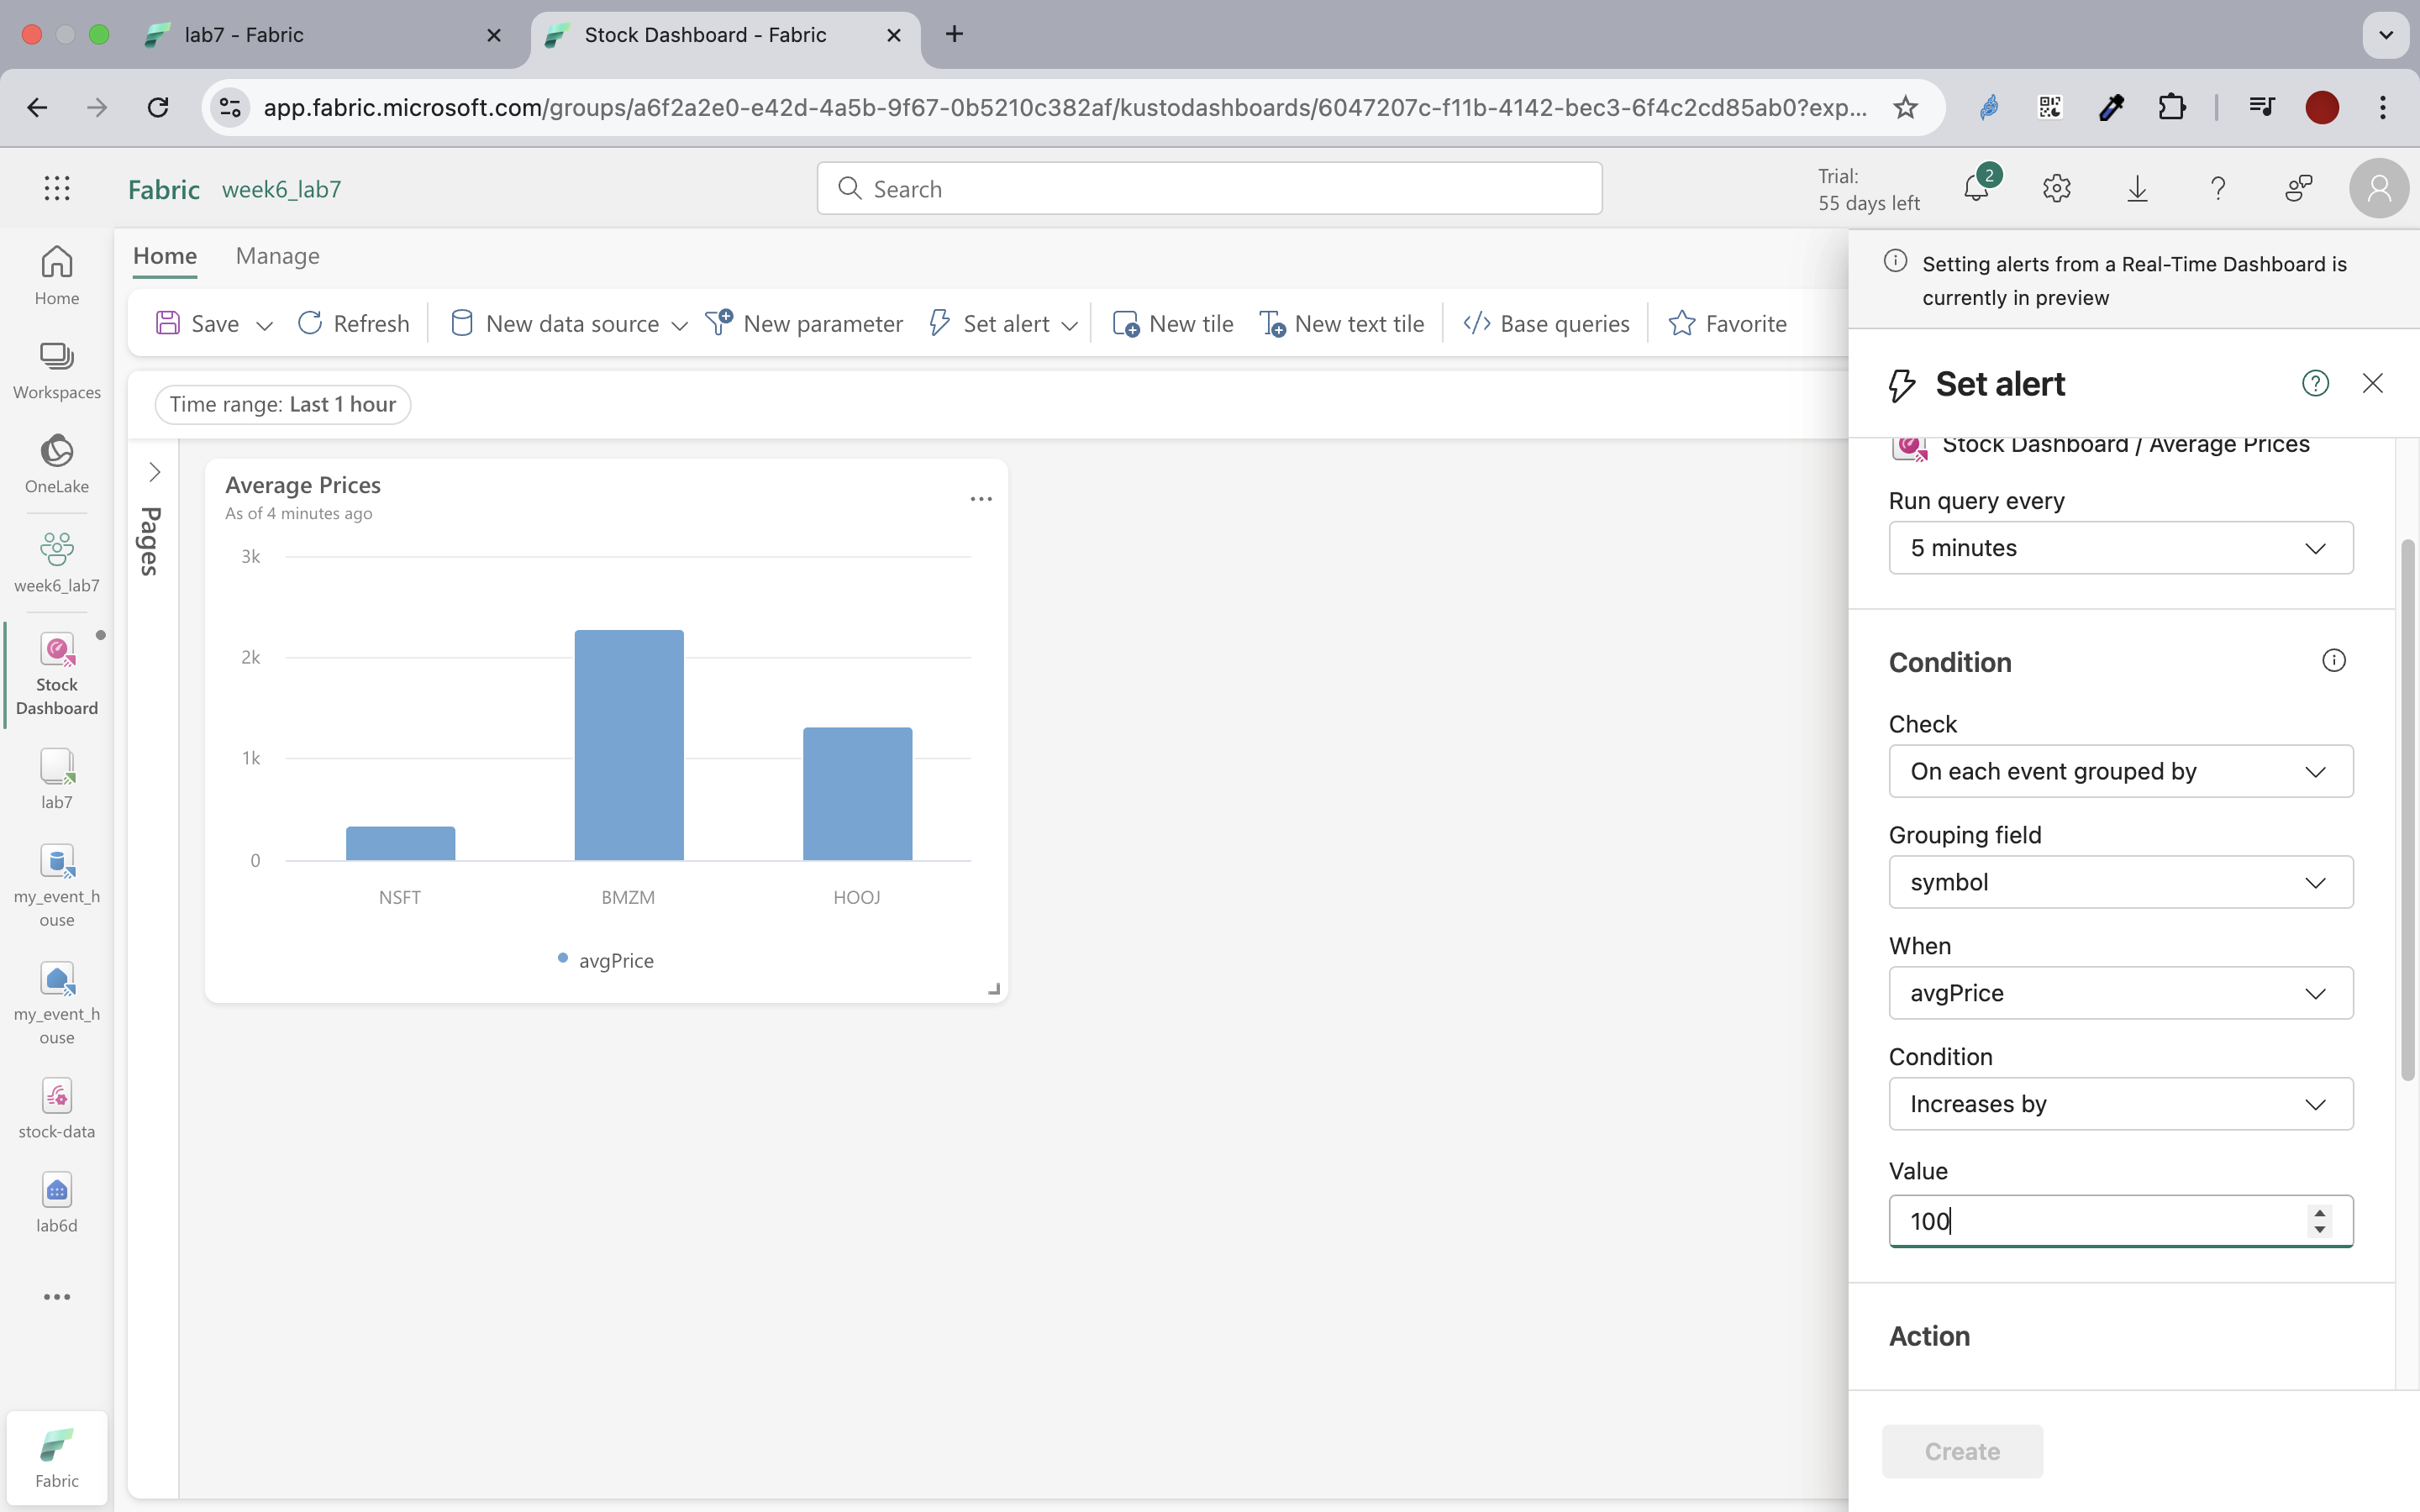 lab7 - Fabric
Stock Dashboard - Fabric
app.fabric.microsoft.com/groups/a6f2a2e0-e42d-4a5b-9f67-0b5210c382af/kustodashboards/6047207c-f11b-4142-bec3-6f4c2cd85ab0?exp...
Fabric week6_lab7
Search
Trial:
55 days left
2
Home
Workspaces
OneLake
week6_lab7
Stock
Dashboard
lab7
my_event_h
ouse
my_event_h
ouse
stock-data
lab6d
Fabric
Home Manage
Save Refresh New data source New parameter Set alert New tile New text tile Base queries Favorite
Time range: Last 1 hour
Pages
Average Prices
As of 4 minutes ago
3k
2k
1k
0
NSFT BMZM HOOJ
avgPrice
Setting alerts from a Real-Time Dashboard is
currently in preview
Set alert
Stock Dashboard / Average Prices
Run query every
5 minutes
Condition
Check
On each event grouped by
Grouping field
symbol
When
avgPrice
Condition
Increases by
Value
100
Action
Create